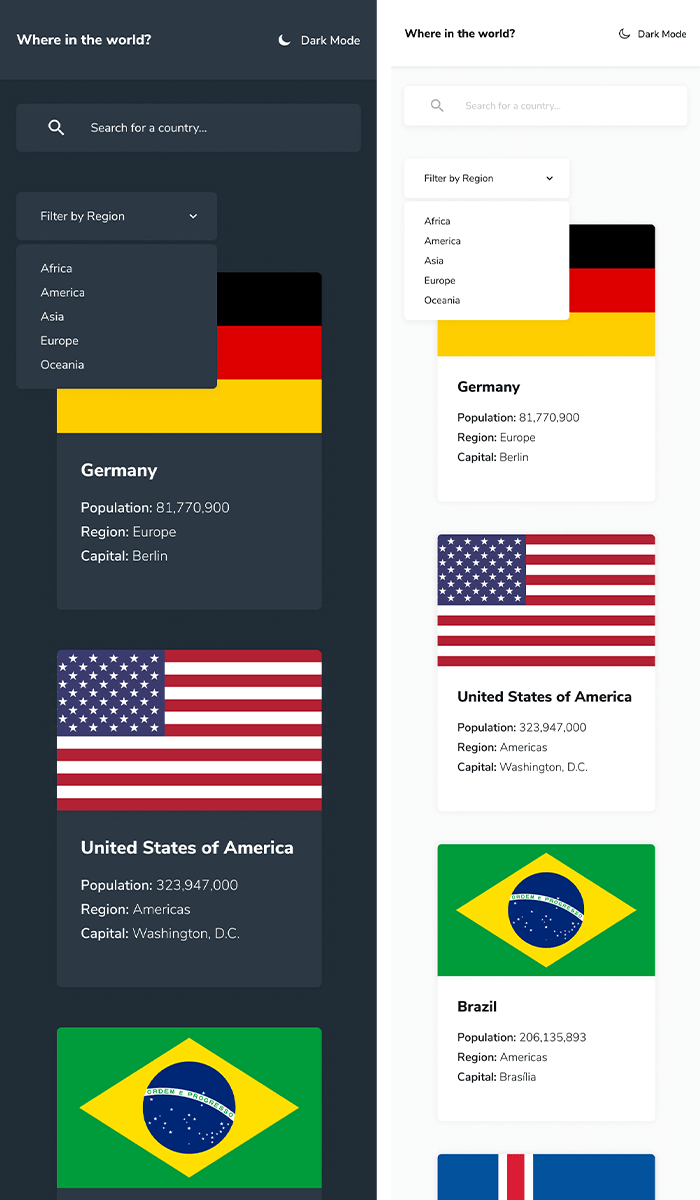 Where in the world?
Dark Mode
Search for a country…
Filter by Region
Africa
America
Asia
Europe
Oceania
Germany
Population: 81,770,900
Region: Europe
Capital: Berlin
United States of America
Population: 323,947,000
Region: Americas
Capital: Washington, D.C.
ORDEM E PROGRESSO
Where in the world?
Dark Mode
Search for a country…
Filter by Region
Africa
America
Asia
Europe
Oceania
Germany
Population: 81,770,900
Region: Europe
Capital: Berlin
United States of America
Population: 323,947,000
Region: Americas
Capital: Washington, D.C.
ORDEM E PROGRESSO
Brazil
Population: 206,135,893
Region: Americas
Capital: Brasília